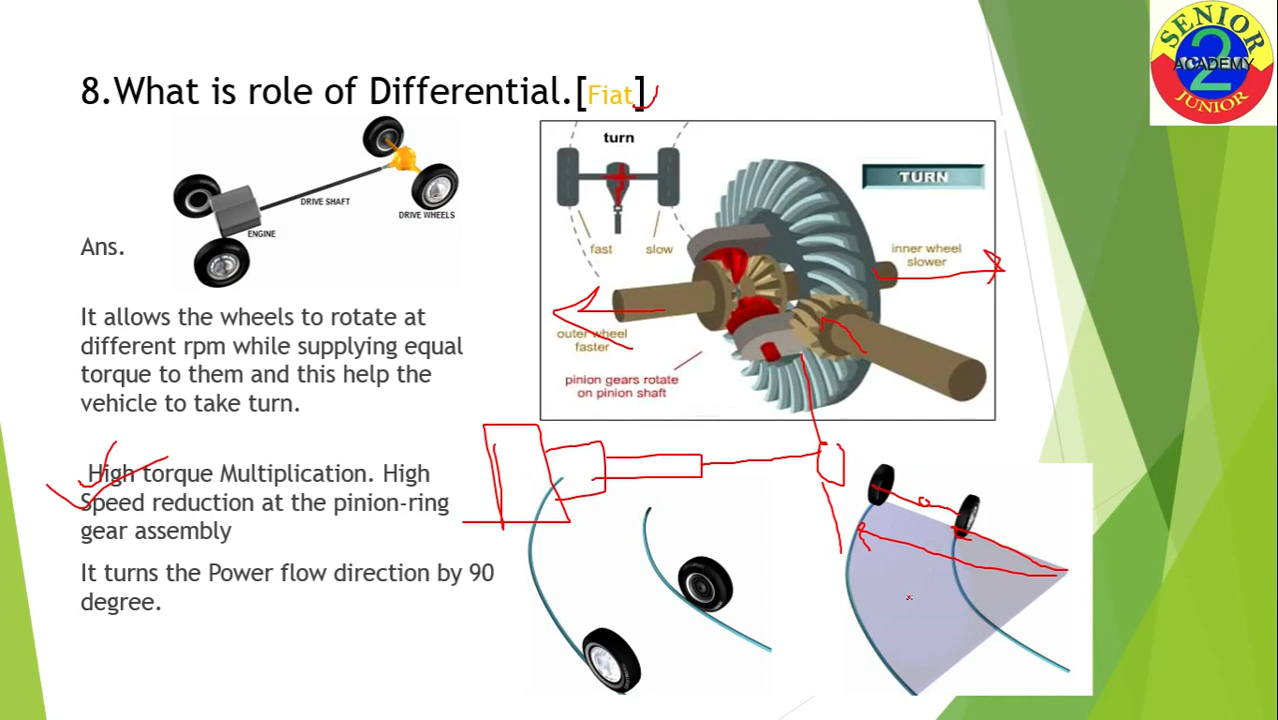 SENIOR
2
ACADEMY
JUNIOR
8.What is role of Differential.[Fiat]
DRIVE SHAFT
DRIVE WHEELS
ENGINE
Ans.
It allows the wheels to rotate at
different rpm while supplying equal
torque to them and this help the
vehicle to take turn.
High torque Multiplication. High
Speed reduction at the pinion-ring
gear assembly
It turns the Power flow direction by 90
degree.
turn
TURN
fast
slow
inner wheel
slower
outer wheel
faster
pinion gears rotate
on pinion shaft